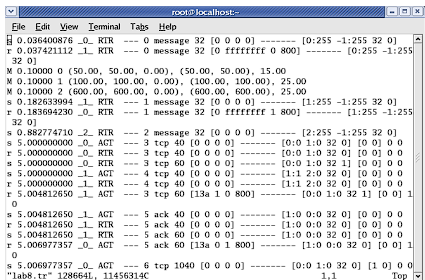 root@localhost:~
File Edit View Terminal Tabs Help
s 0.036400876 _0_ RTR --- 0 message 32 [0 0 0 0] ------- [0:255 -1:255 32 0]
r 0.037421112 _1_ RTR --- 0 message 32 [0 ffffffff 0 800] ------- [0:255 -1:255
32 0]
M 0.10000 0 (50.00, 50.00, 0.00), (50.00, 50.00), 15.00
M 0.10000 1 (100.00, 100.00, 0.00), (100.00, 100.00), 25.00
M 0.10000 2 (600.00, 600.00, 0.00), (600.00, 600.00), 25.00
s 0.182633994 _1_ RTR --- 1 message 32 [0 0 0 0] ------- [1:255 -1:255 32 0]
r 0.183694230 _0_ RTR --- 1 message 32 [0 ffffffff 1 800] ------- [1:255 -1:255
32 0]
s 0.882774710 _2_ RTR --- 2 message 32 [0 0 0 0] ------- [2:255 -1:255 32 0]
s 5.000000000 _0_ AGT --- 3 tcp 40 [0 0 0 0] ------- [0:0 1:0 32 0] [0 0] 0 0
r 5.000000000 _0_ RTR --- 3 tcp 40 [0 0 0 0] ------- [0:0 1:0 32 0] [0 0] 0 0
s 5.000000000 _0_ RTR --- 3 tcp 60 [0 0 0 0] ------- [0:0 1:0 32 1] [0 0] 0 0
s 5.000000000 _1_ AGT --- 4 tcp 40 [0 0 0 0] ------- [1:1 2:0 32 0] [0 0] 0 0
r 5.000000000 _1_ RTR --- 4 tcp 40 [0 0 0 0] ------- [1:1 2:0 32 0] [0 0] 0 0
r 5.004812650 _1_ AGT --- 3 tcp 60 [13a 1 0 800] ------- [0:0 1:0 32 1] [0 0] 1
0
s 5.004812650 _1_ AGT --- 5 ack 40 [0 0 0 0] ------- [1:0 0:0 32 0] [0 0] 0 0
r 5.004812650 _1_ RTR --- 5 ack 40 [0 0 0 0] ------- [1:0 0:0 32 0] [0 0] 0 0
s 5.004812650 _1_ RTR --- 5 ack 60 [0 0 0 0] ------- [1:0 0:0 32 0] [0 0] 0 0
r 5.006977357 _0_ AGT --- 5 ack 60 [13a 0 1 800] ------- [1:0 0:0 32 0] [0 0] 1
0
s 5.006977357 _0_ AGT --- 6 tcp 1040 [0 0 0 0] ------- [0:0 1:0 32 0] [1 0] 0 0
"lab8.tr" 128664L, 11456314C 1,1 Top